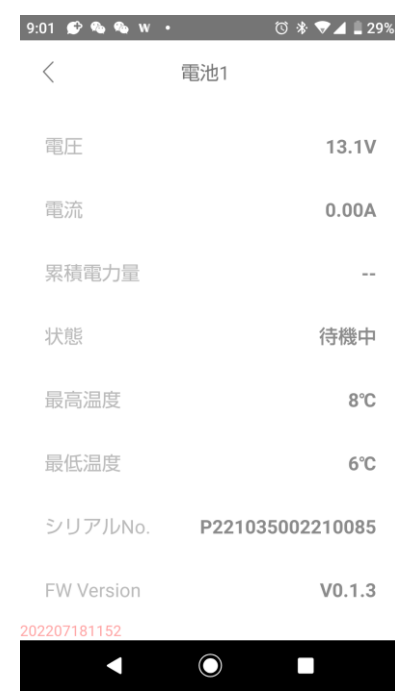 9:01 W • 29%
電池1
電圧 13.1V
電流 0.00A
累積電力量 --
状態 待機中
最高温度 8℃
最低温度 6℃
シリアルNo. P221035002210085
FW Version V0.1.3
202207181152